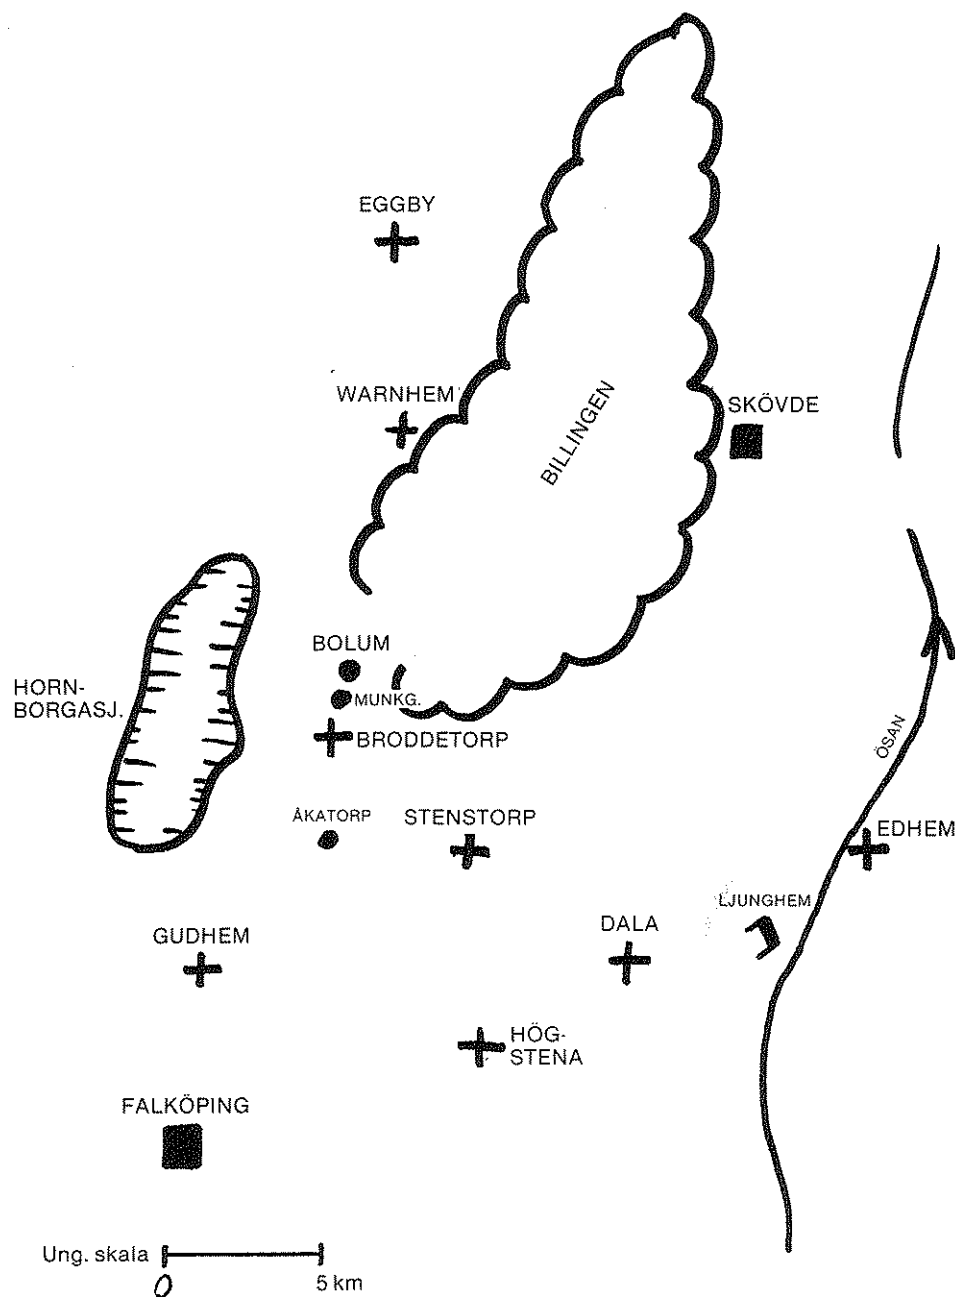 EGGBY
WARNHEM
BILLINGEN
SKÖVDE
BOLUM
HORN-
BORGASJ.
MUNKG.
BRODDETORP
ÖSAN
ÅKATORP
STENSTORP
EDHEM
LJUNGHEM
DALA
GUDHEM
HÖG-
STENA
FALKÖPING
Ung. skala
0
5 km